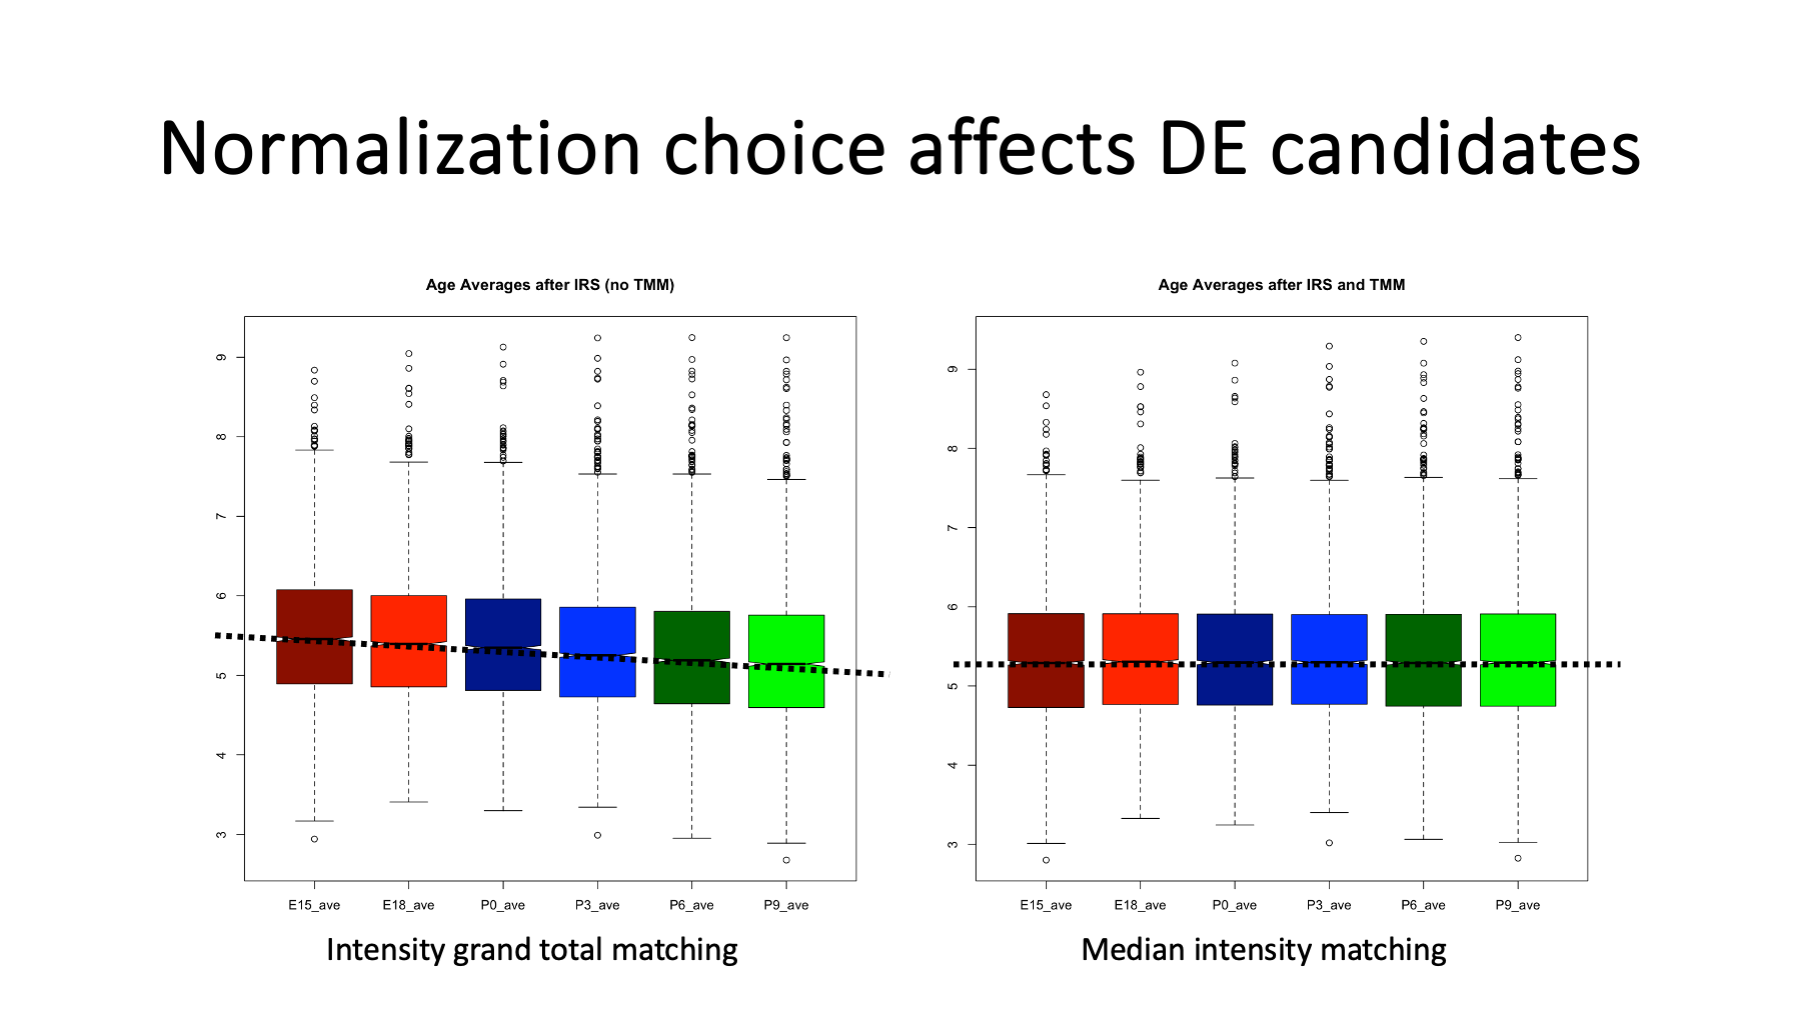 Normalization choice affects DE candidates
Age Averages after IRS (no TMM)
9
8
7
6
5
4
3
E15_ave E18_ave P0_ave P3_ave P6_ave P9_ave
Intensity grand total matching
Age Averages after IRS and TMM
9
8
7
6
5
4
3
E15_ave E18_ave P0_ave P3_ave P6_ave P9_ave
Median intensity matching